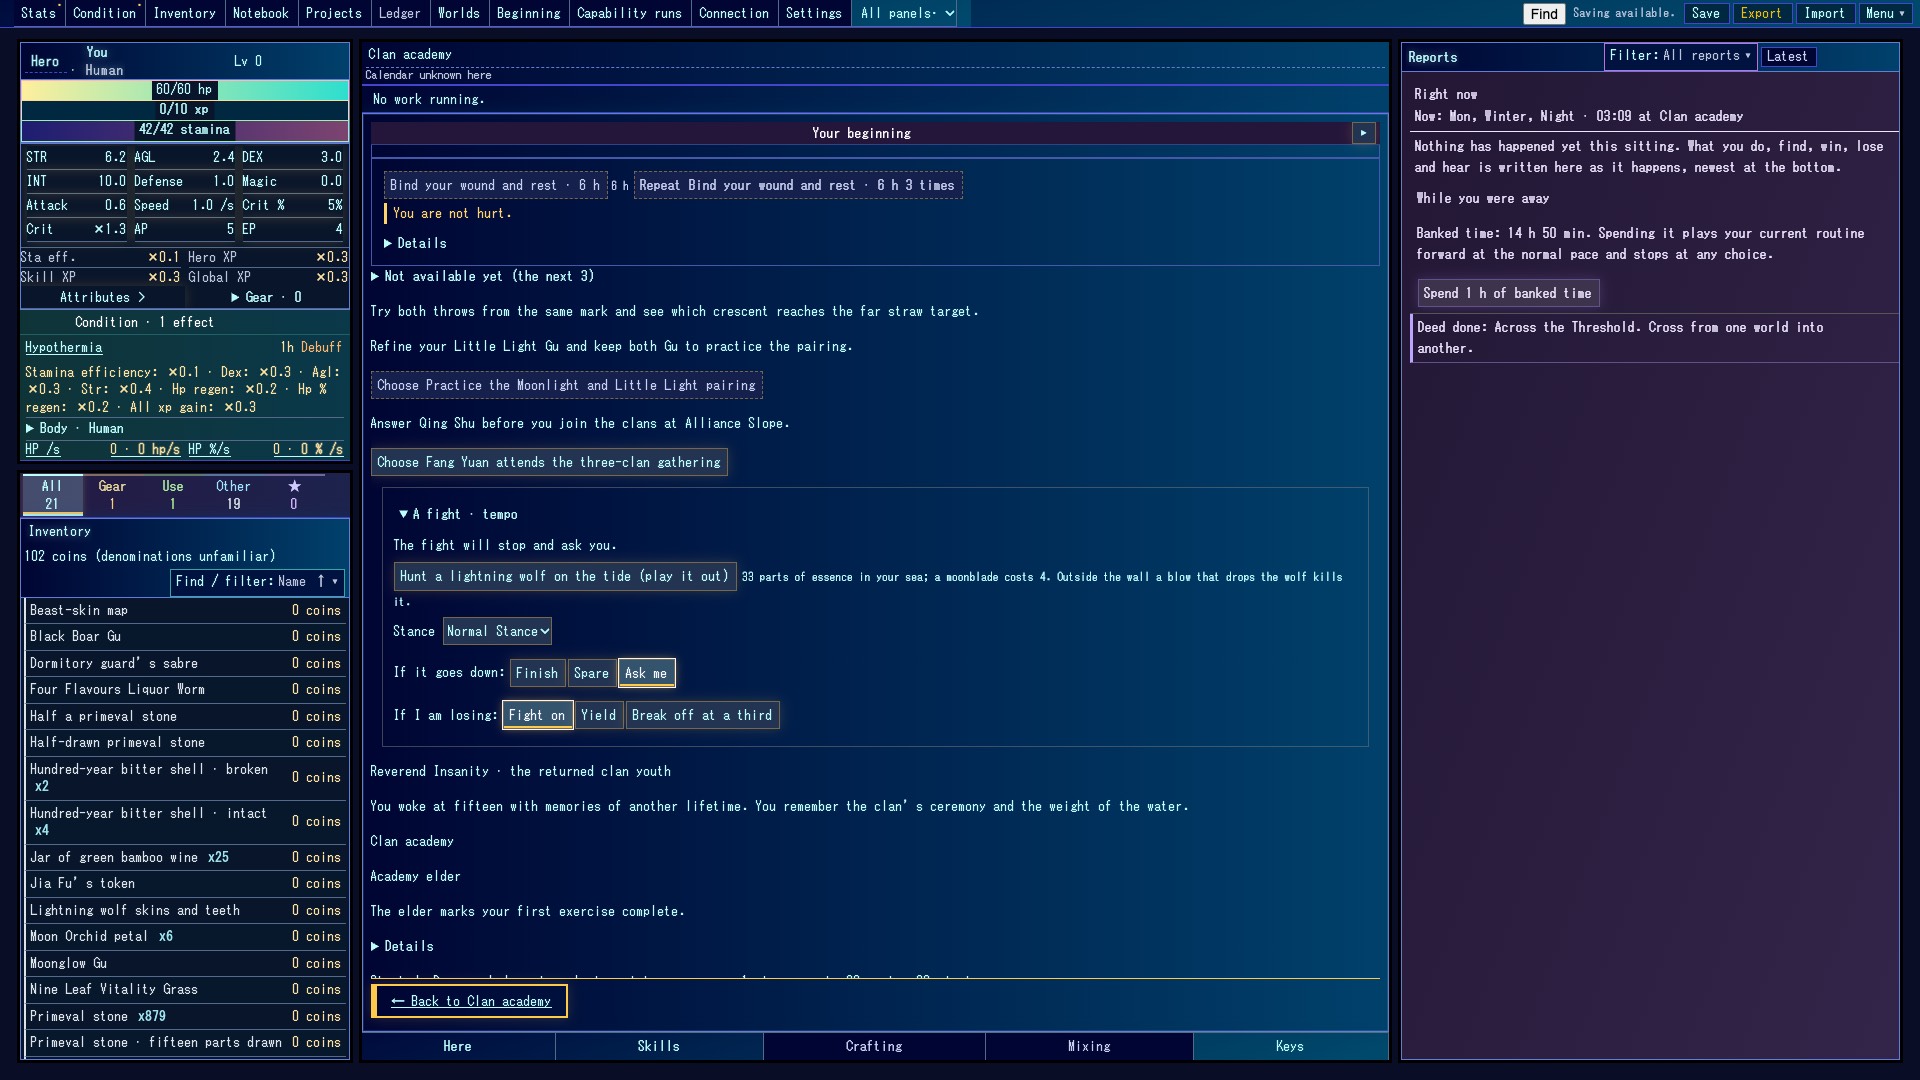 Stats Condition Inventory Notebook Projects Ledger Worlds Beginning Capability runs Connection Settings All panels· Find Saving available. Save Export Import Menu ▾
Hero · You Human Lv 0
60/60 hp
0/10 xp
42/42 stamina
STR 6.2 AGL 2.4 DEX 3.0
INT 10.0 Defense 1.0 Magic 0.0
Attack 0.6 Speed 1.0 /s Crit % 5%
Crit ×1.3 AP 5 EP 4
Sta eff. ×0.1 Hero XP ×0.3
Skill XP ×0.3 Global XP ×0.3
Attributes > ▶ Gear · 0
Condition · 1 effect
Hypothermia 1h Debuff
Stamina efficiency: ×0.1 · Dex: ×0.3 · Agl:
×0.3 · Str: ×0.4 · Hp regen: ×0.2 · Hp %
regen: ×0.2 · All xp gain: ×0.3
▶ Body · Human
HP /s 0 · 0 hp/s HP %/s 0 · 0 % /s
All Gear Use Other ★
21 1 1 19 0
Inventory
102 coins (denominations unfamiliar)
Find / filter: Name ↑ ▾
Beast-skin map 0 coins
Black Boar Gu 0 coins
Dormitory guard's sabre 0 coins
Four Flavours Liquor Worm 0 coins
Half a primeval stone 0 coins
Half-drawn primeval stone 0 coins
Hundred-year bitter shell · broken 0 coins
x2
Hundred-year bitter shell · intact 0 coins
x4
Jar of green bamboo wine x25 0 coins
Jia Fu's token 0 coins
Lightning wolf skins and teeth 0 coins
Moon Orchid petal x6 0 coins
Moonglow Gu 0 coins
Nine Leaf Vitality Grass 0 coins
Primeval stone x879 0 coins
Primeval stone · fifteen parts drawn 0 coins
Clan academy
Calendar unknown here
No work running.
Your beginning ▶
Bind your wound and rest · 6 h 6 h Repeat Bind your wound and rest · 6 h 3 times
You are not hurt.
▶ Details
▶ Not available yet (the next 3)
Try both throws from the same mark and see which crescent reaches the far straw target.
Refine your Little Light Gu and keep both Gu to practice the pairing.
Choose Practice the Moonlight and Little Light pairing
Answer Qing Shu before you join the clans at Alliance Slope.
Choose Fang Yuan attends the three-clan gathering
▼ A fight · tempo
The fight will stop and ask you.
Hunt a lightning wolf on the tide (play it out) 33 parts of essence in your sea; a moonblade costs 4. Outside the wall a blow that drops the wolf kills
it.
Stance Normal Stance
If it goes down: Finish Spare Ask me
If I am losing: Fight on Yield Break off at a third
Reverend Insanity · the returned clan youth
You woke at fifteen with memories of another lifetime. You remember the clan's ceremony and the weight of the water.
Clan academy
Academy elder
The elder marks your first exercise complete.
▶ Details
← Back to Clan academy
Here Skills Crafting Mixing Keys
Reports Filter: All reports ▾ Latest
Right now
Now: Mon, Winter, Night · 03:09 at Clan academy
Nothing has happened yet this sitting. What you do, find, win, lose
and hear is written here as it happens, newest at the bottom.
While you were away
Banked time: 14 h 50 min. Spending it plays your current routine
forward at the normal pace and stops at any choice.
Spend 1 h of banked time
Deed done: Across the Threshold. Cross from one world into
another.